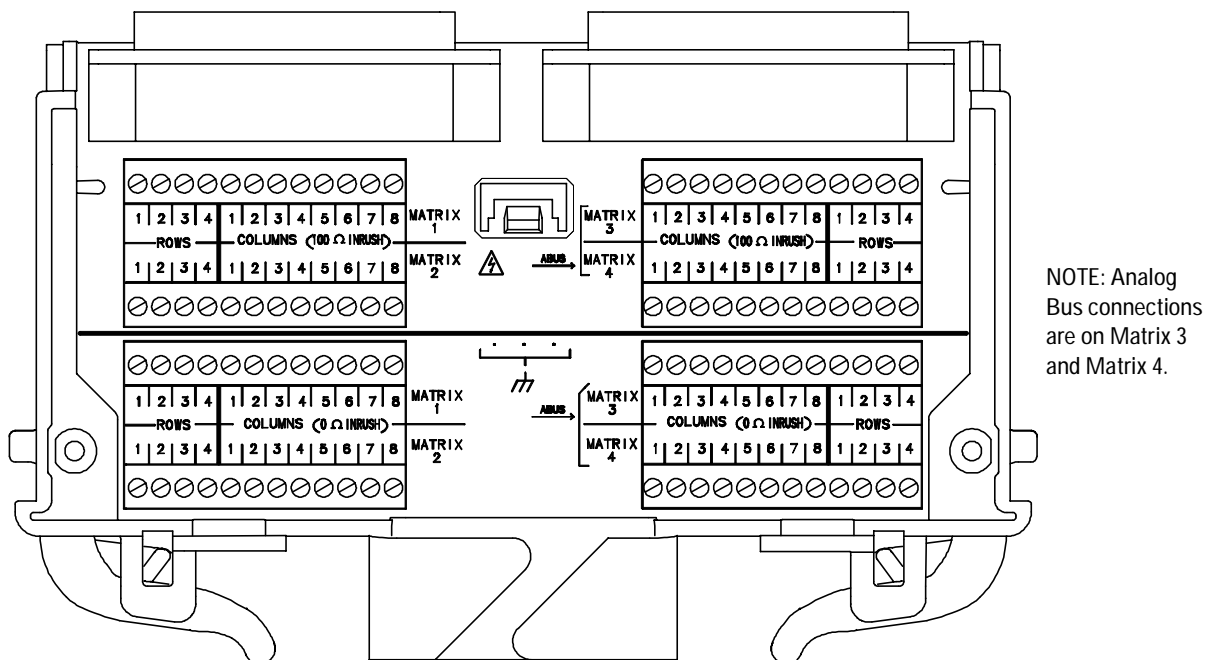 1 2 3 4 1 2 3 4 5 6 7 8 MATRIX 1
ROWS COLUMNS (100 Ω INRUSH)
1 2 3 4 1 2 3 4 5 6 7 8 MATRIX 2
ABUS
MATRIX 3 1 2 3 4 5 6 7 8 1 2 3 4
COLUMNS (100 Ω INRUSH) ROWS
MATRIX 4 1 2 3 4 5 6 7 8 1 2 3 4
1 2 3 4 1 2 3 4 5 6 7 8 MATRIX 1
ROWS COLUMNS (0 Ω INRUSH)
1 2 3 4 1 2 3 4 5 6 7 8 MATRIX 2
ABUS
MATRIX 3 1 2 3 4 5 6 7 8 1 2 3 4
COLUMNS (0 Ω INRUSH) ROWS
MATRIX 4 1 2 3 4 5 6 7 8 1 2 3 4
NOTE: Analog
Bus connections
are on Matrix 3
and Matrix 4.